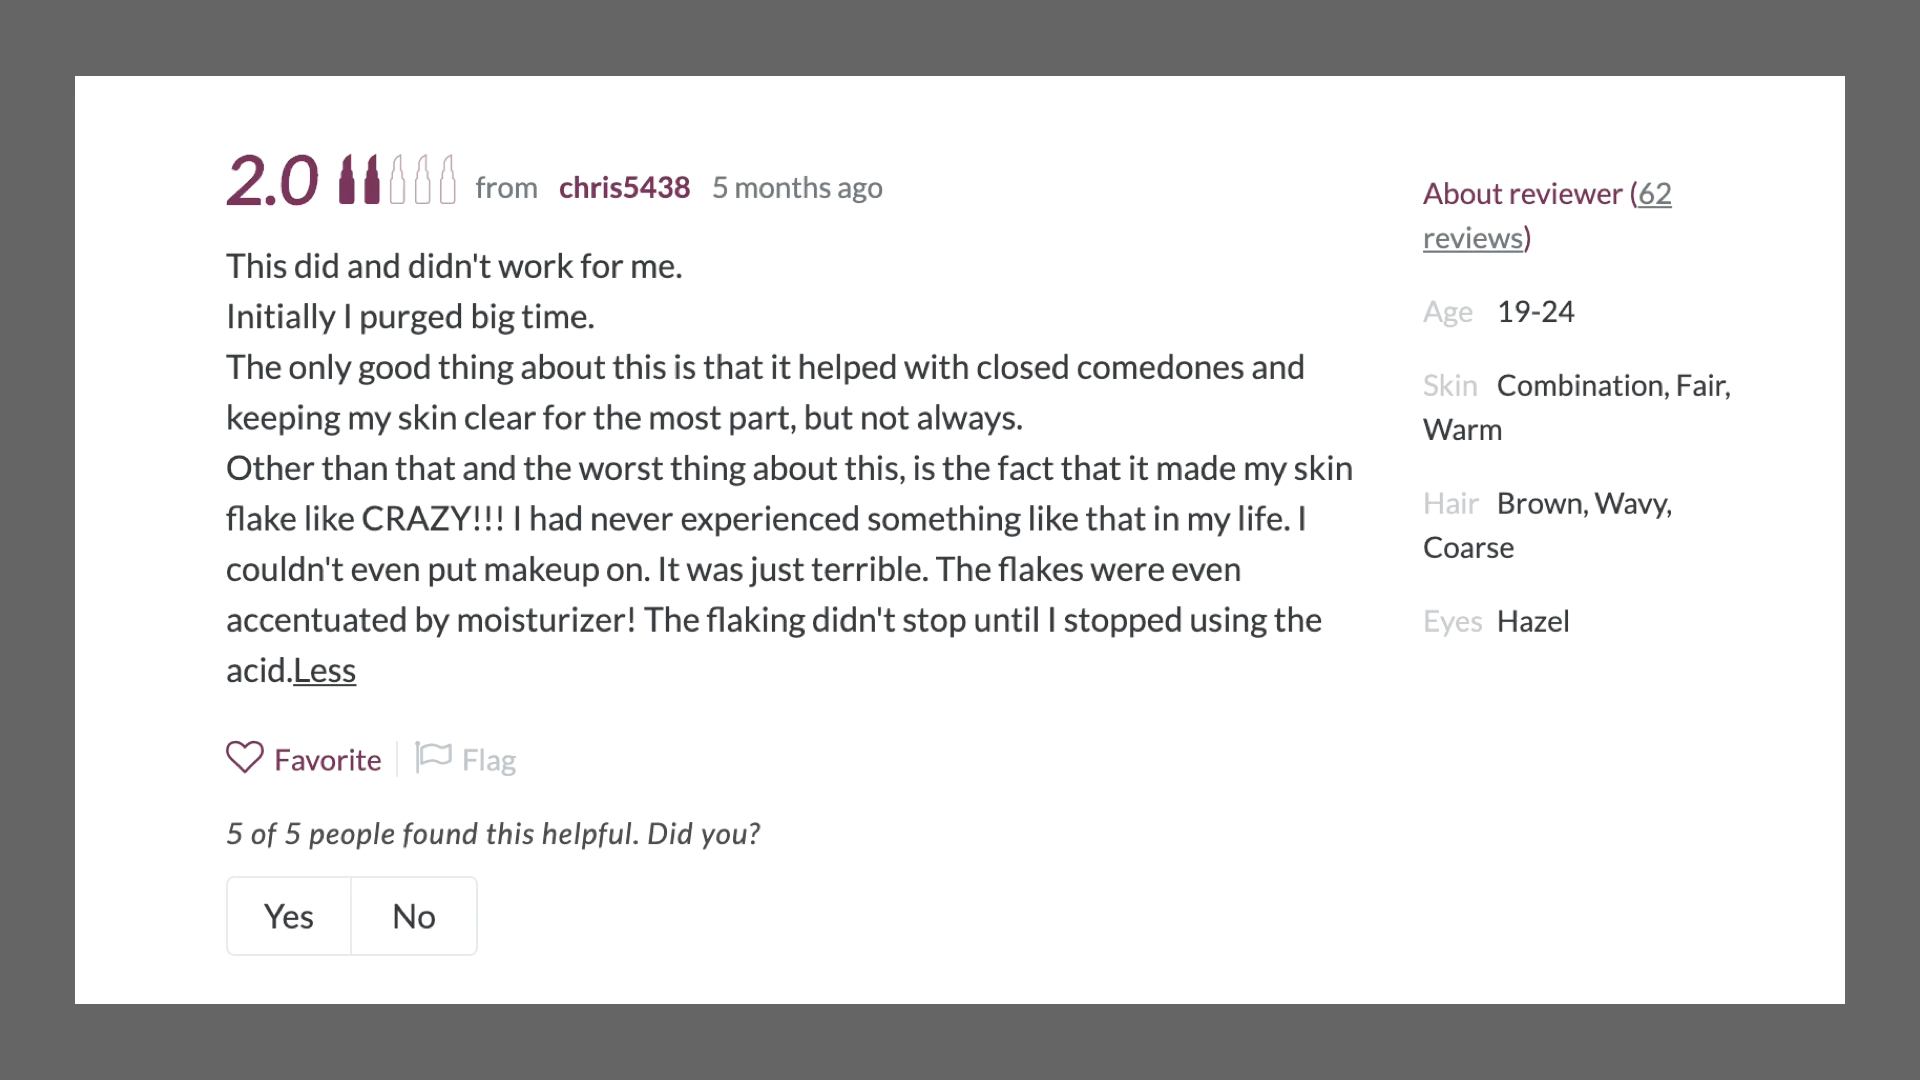 2.0 from chris5438 5 months ago
This did and didn't work for me.
Initially I purged big time.
The only good thing about this is that it helped with closed comedones and
keeping my skin clear for the most part, but not always.
Other than that and the worst thing about this, is the fact that it made my skin
flake like CRAZY!!! I had never experienced something like that in my life. I
couldn't even put makeup on. It was just terrible. The flakes were even
accentuated by moisturizer! The flaking didn't stop until I stopped using the
acid.Less
Favorite Flag
5 of 5 people found this helpful. Did you?
Yes No
About reviewer (62
reviews)
Age 19-24
Skin Combination, Fair,
Warm
Hair Brown, Wavy,
Coarse
Eyes Hazel